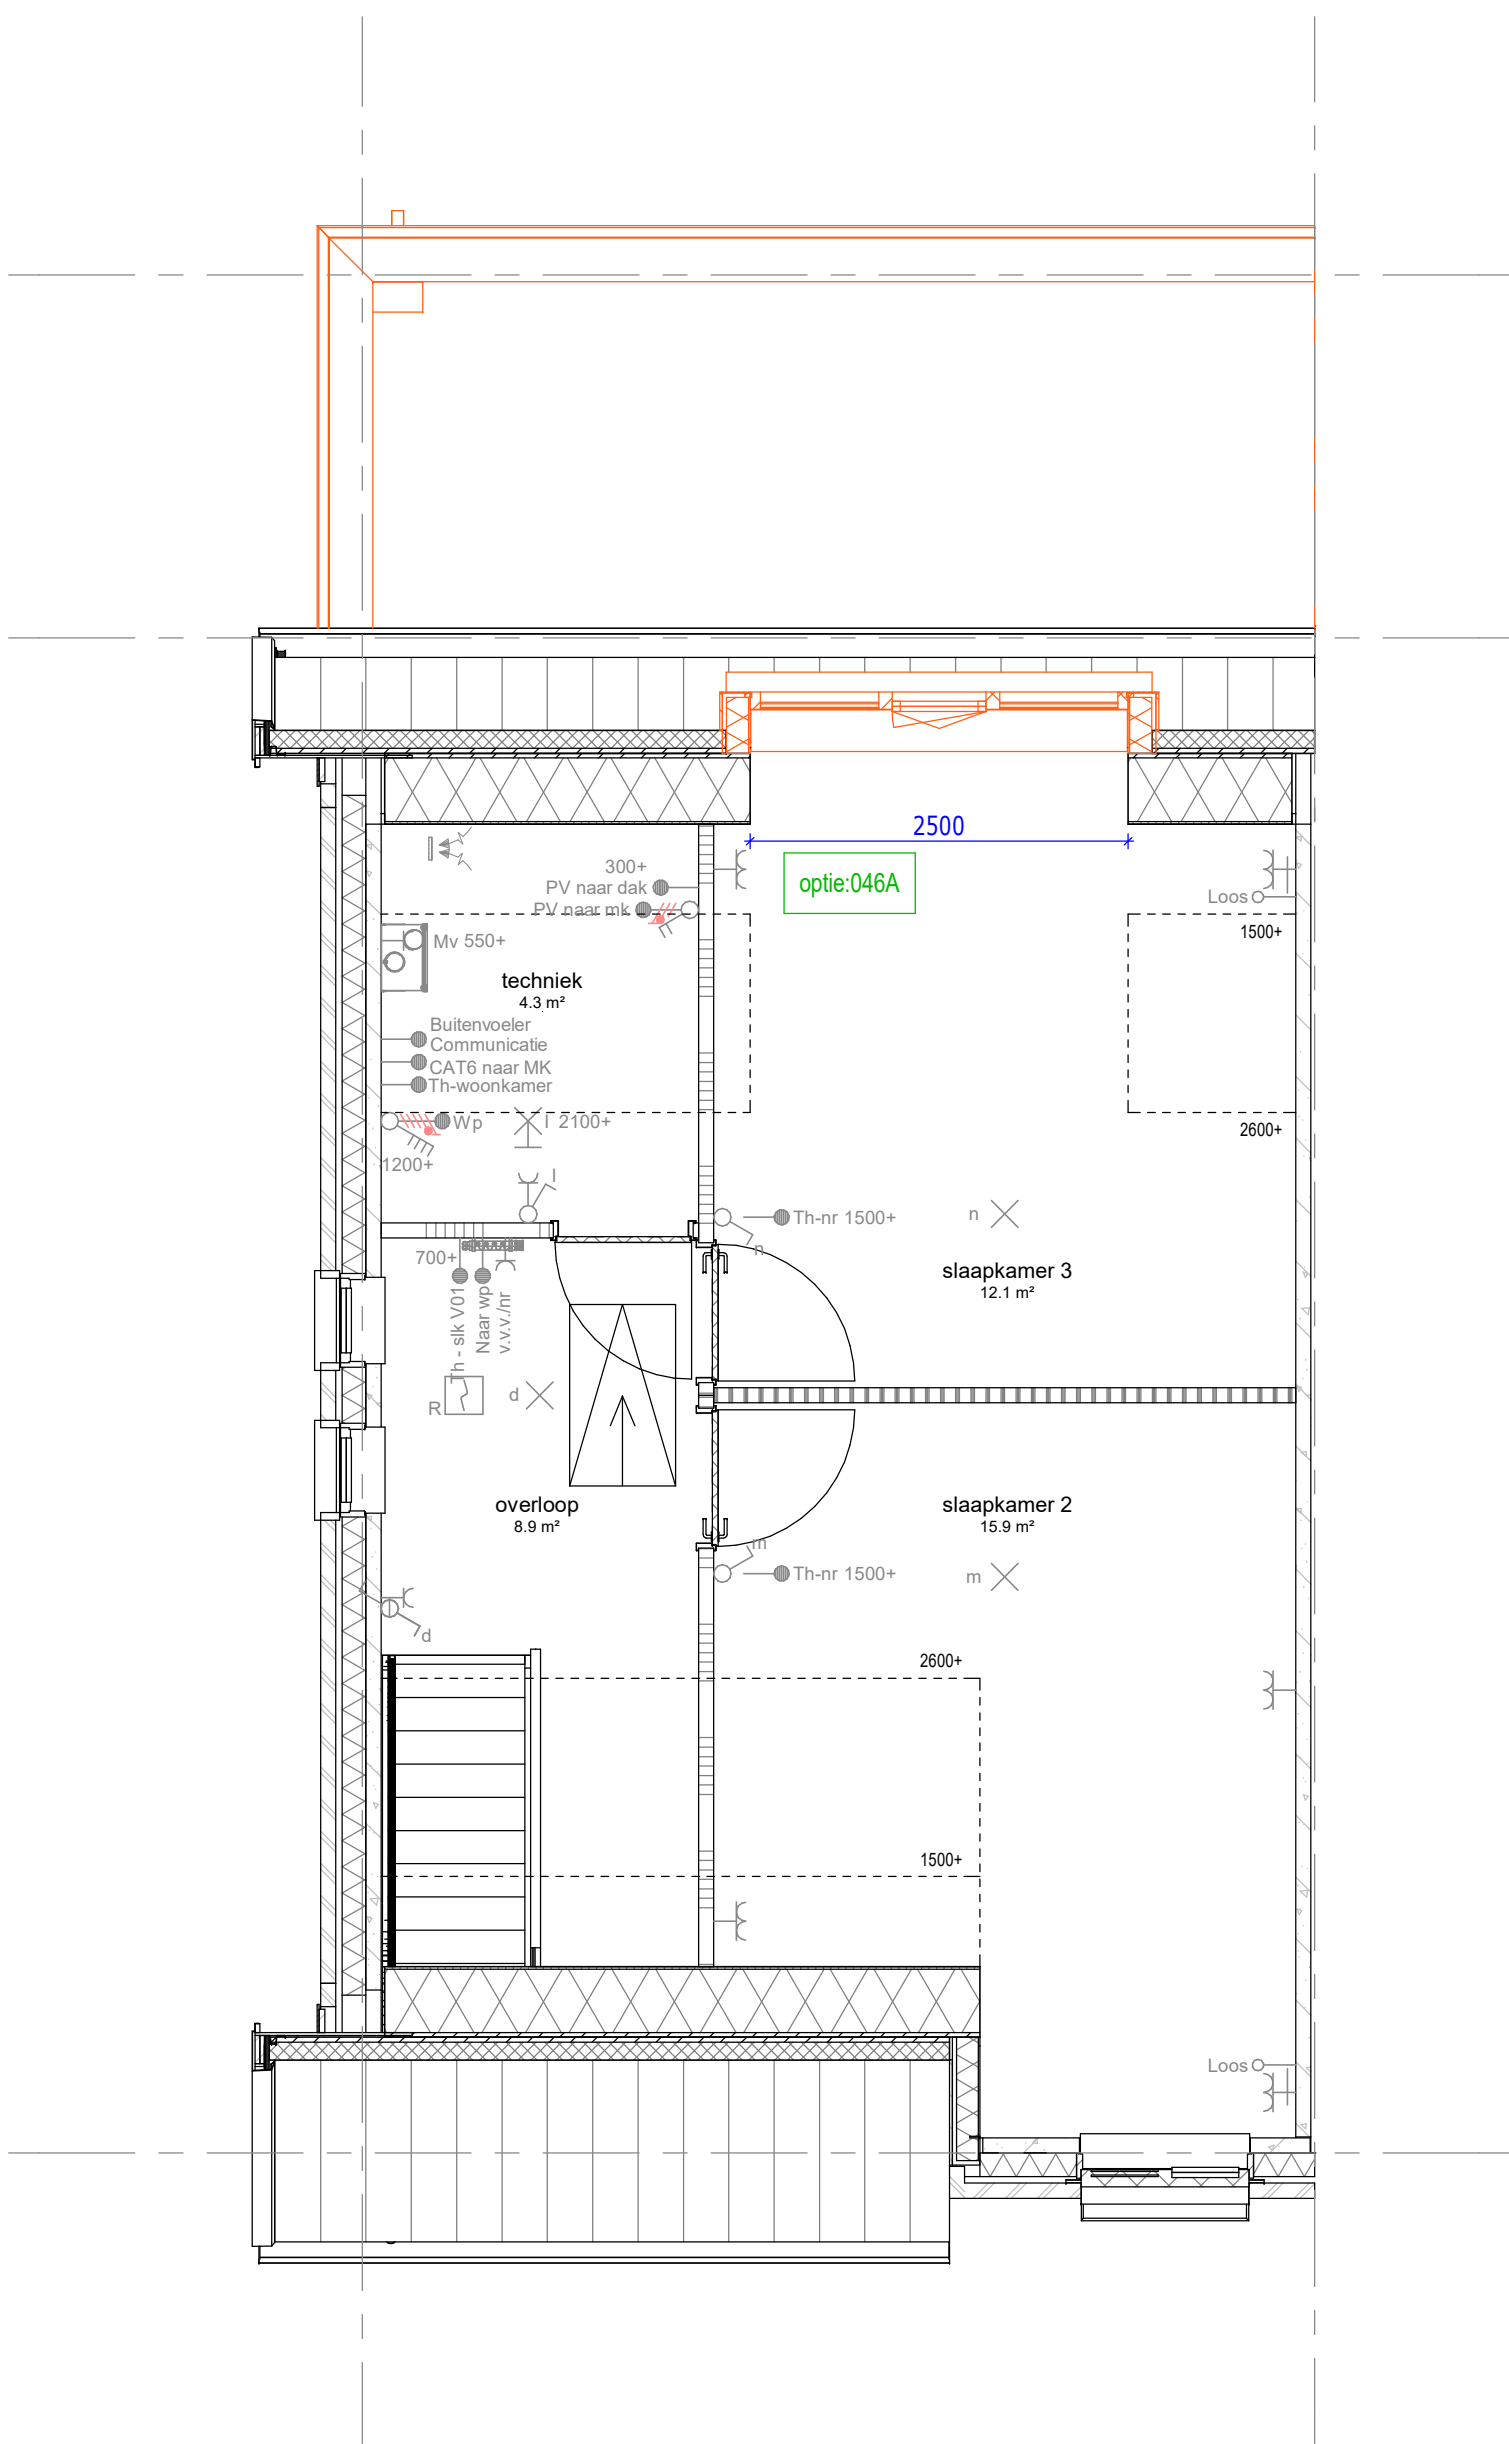 2500
optie:046A
300+
PV naar dak
PV naar mk
Loos
1500+
Mv 550+
techniek
4.3 m²
Buitenvoeler
Communicatie
CAT6 naar MK
Th-woonkamer
Wp
l 2100+
2600+
1200+
l
Th-nr 1500+
n
n
700+
slaapkamer 3
12.1 m²
Th - slk V01
Naar wp
v.v.v./nr
R
d
overloop
8.9 m²
slaapkamer 2
15.9 m²
m
Th-nr 1500+
m
d
2600+
1500+
Loos